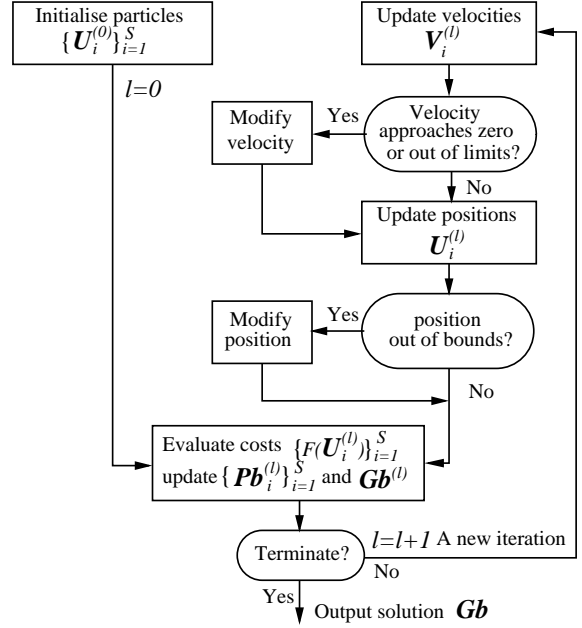 Initialise particles
{U_i^{(0)}}_{i=1}^S
l=0
Update velocities
V_i^{(l)}
Velocity
approaches zero
or out of limits?
Yes
Modify
velocity
No
Update positions
U_i^{(l)}
position
out of bounds?
Yes
Modify
position
No
Evaluate costs {F(U_i^{(l)})}_{i=1}^S
update {Pb_i^{(l)}}_{i=1}^S and Gb^{(l)}
Terminate?
l=l+1 A new iteration
No
Yes
Output solution Gb